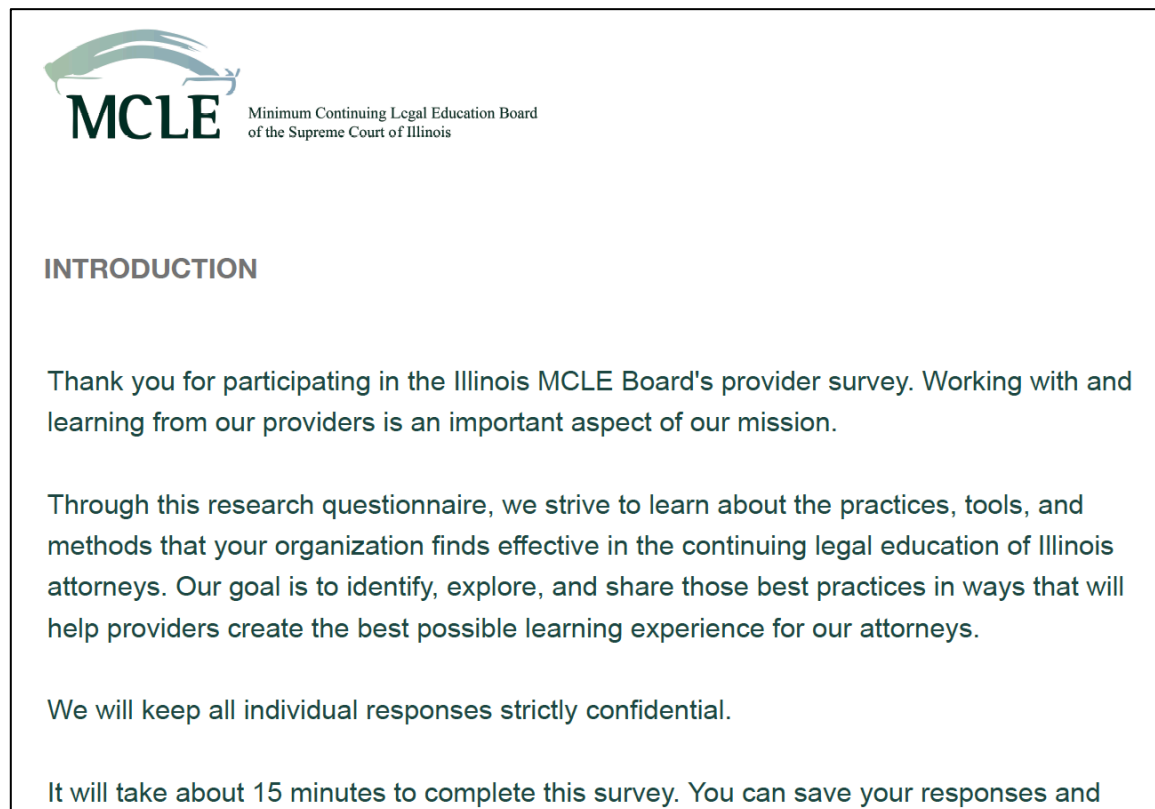 MCLE
Minimum Continuing Legal Education Board
of the Supreme Court of Illinois
INTRODUCTION
Thank you for participating in the Illinois MCLE Board's provider survey. Working with and
learning from our providers is an important aspect of our mission.
Through this research questionnaire, we strive to learn about the practices, tools, and
methods that your organization finds effective in the continuing legal education of Illinois
attorneys. Our goal is to identify, explore, and share those best practices in ways that will
help providers create the best possible learning experience for our attorneys.
We will keep all individual responses strictly confidential.
It will take about 15 minutes to complete this survey. You can save your responses and